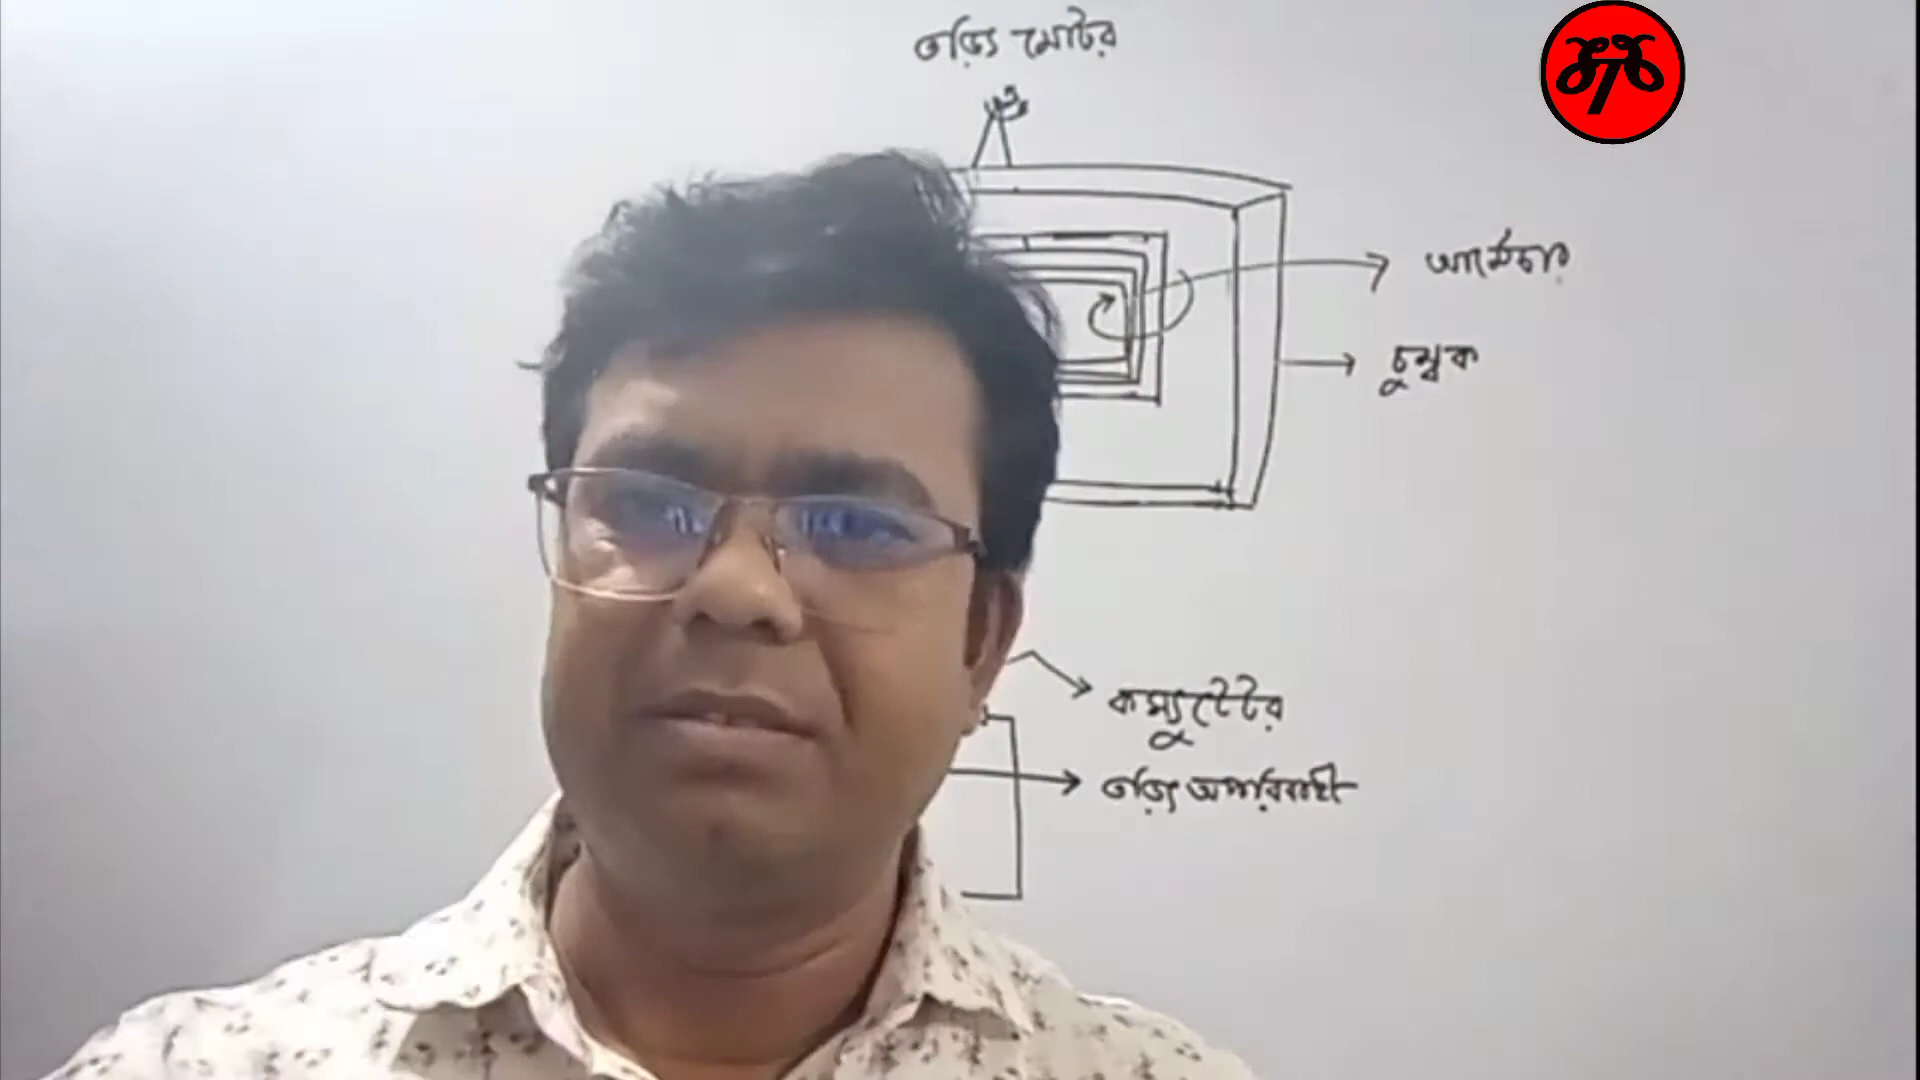 তড়িৎ মোটর
আর্মেচার
চুম্বক
কম্যুটেটর
তড়িৎ অপরিবাহী